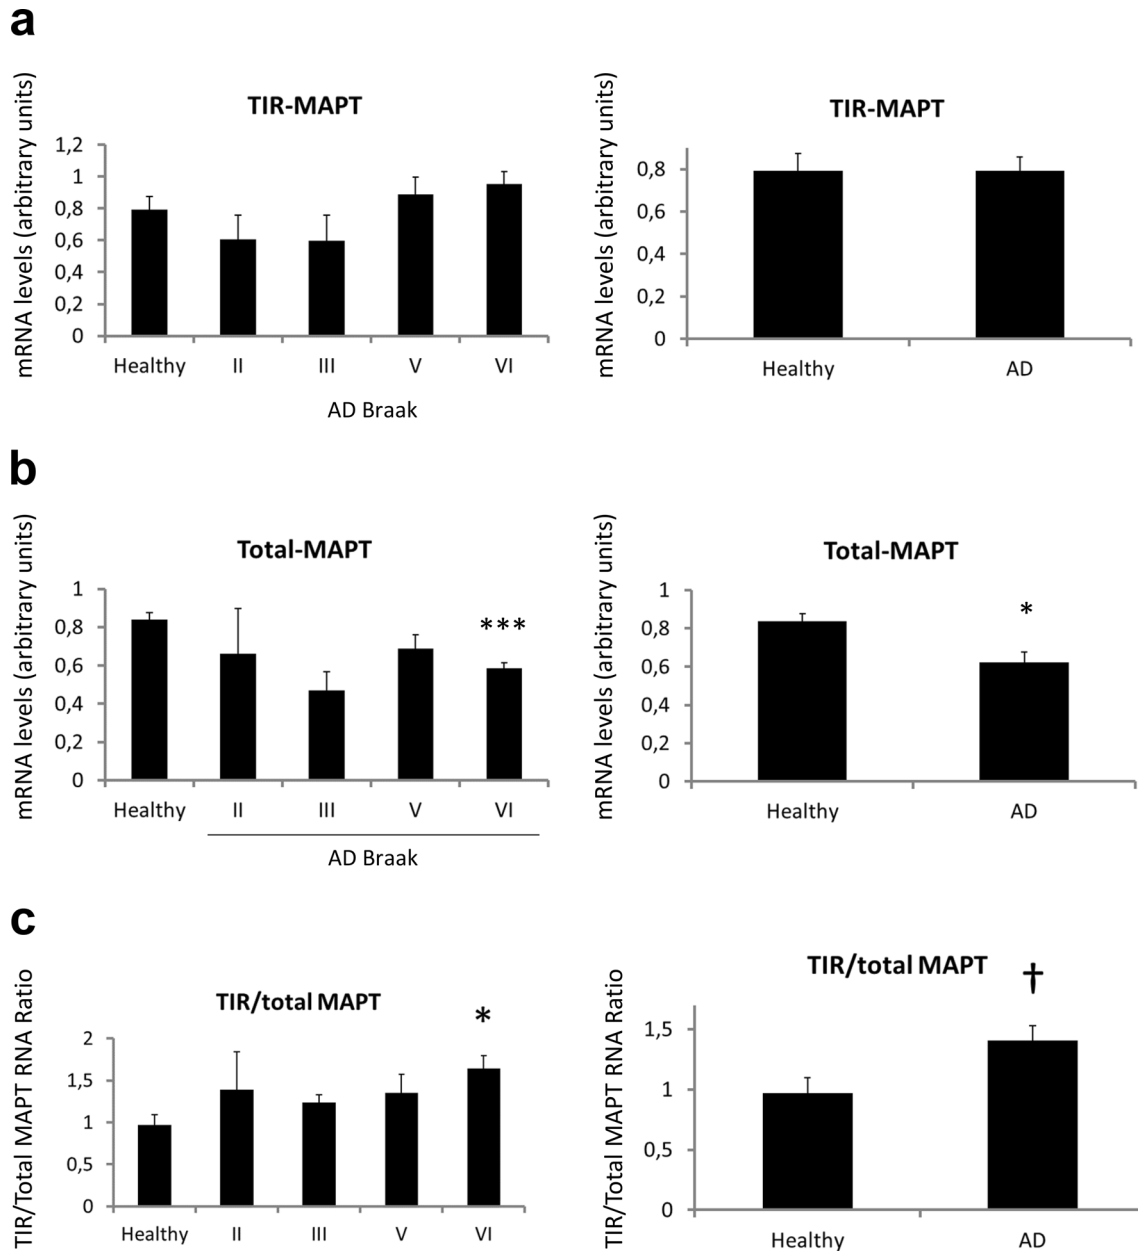 a
TIR-MAPT
mRNA levels (arbitrary units)
1,2
1
0,8
0,6
0,4
0,2
0
Healthy II III V VI
AD Braak
TIR-MAPT
mRNA levels (arbitrary units)
0,8
0,6
0,4
0,2
0
Healthy AD
b
Total-MAPT
mRNA levels (arbitrary units)
1
0,8
0,6
0,4
0,2
0
***
Healthy II III V VI
AD Braak
Total-MAPT
mRNA levels (arbitrary units)
1
0,8
0,6
0,4
0,2
0
*
Healthy AD
c
TIR/total MAPT
TIR/Total MAPT RNA Ratio
*
2
1,5
1
0,5
0
Healthy II III V VI
TIR/total MAPT
†
TIR/Total MAPT RNA Ratio
1,5
1
0,5
0
Healthy AD